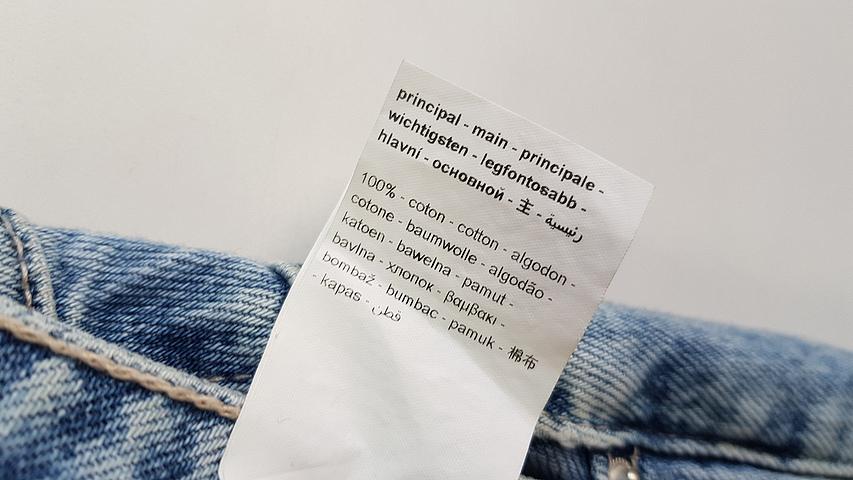 principal - main - principale -
wichtigsten - legfontosabb -
hlavní - основной - 主 - رئيسية
100% - coton - cotton - algodon -
cotone - baumwolle - algodão -
katoen - bawełna - pamut -
bavlna - хлопок - βαμβακι -
bombaž - bumbac - pamuk - 棉布
- kapas - قطن